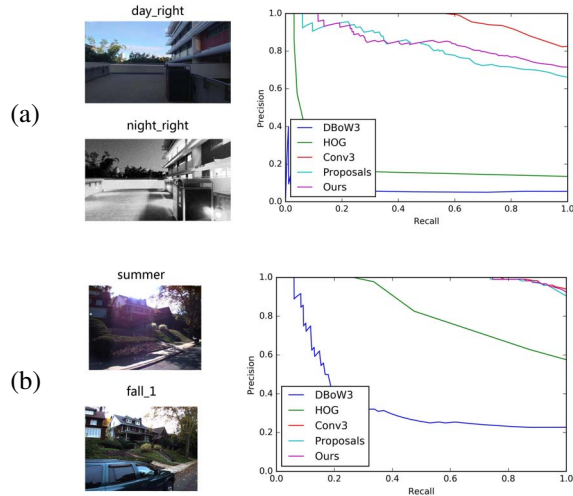 (a)
day_right
night_right
Precision
1.0
0.8
0.6
0.4
0.2
0.0
0.0 0.2 0.4 0.6 0.8 1.0
Recall
DBoW3
HOG
Conv3
Proposals
Ours
(b)
summer
fall_1
Precision
1.0
0.8
0.6
0.4
0.2
0.0
0.0 0.2 0.4 0.6 0.8 1.0
Recall
DBoW3
HOG
Conv3
Proposals
Ours